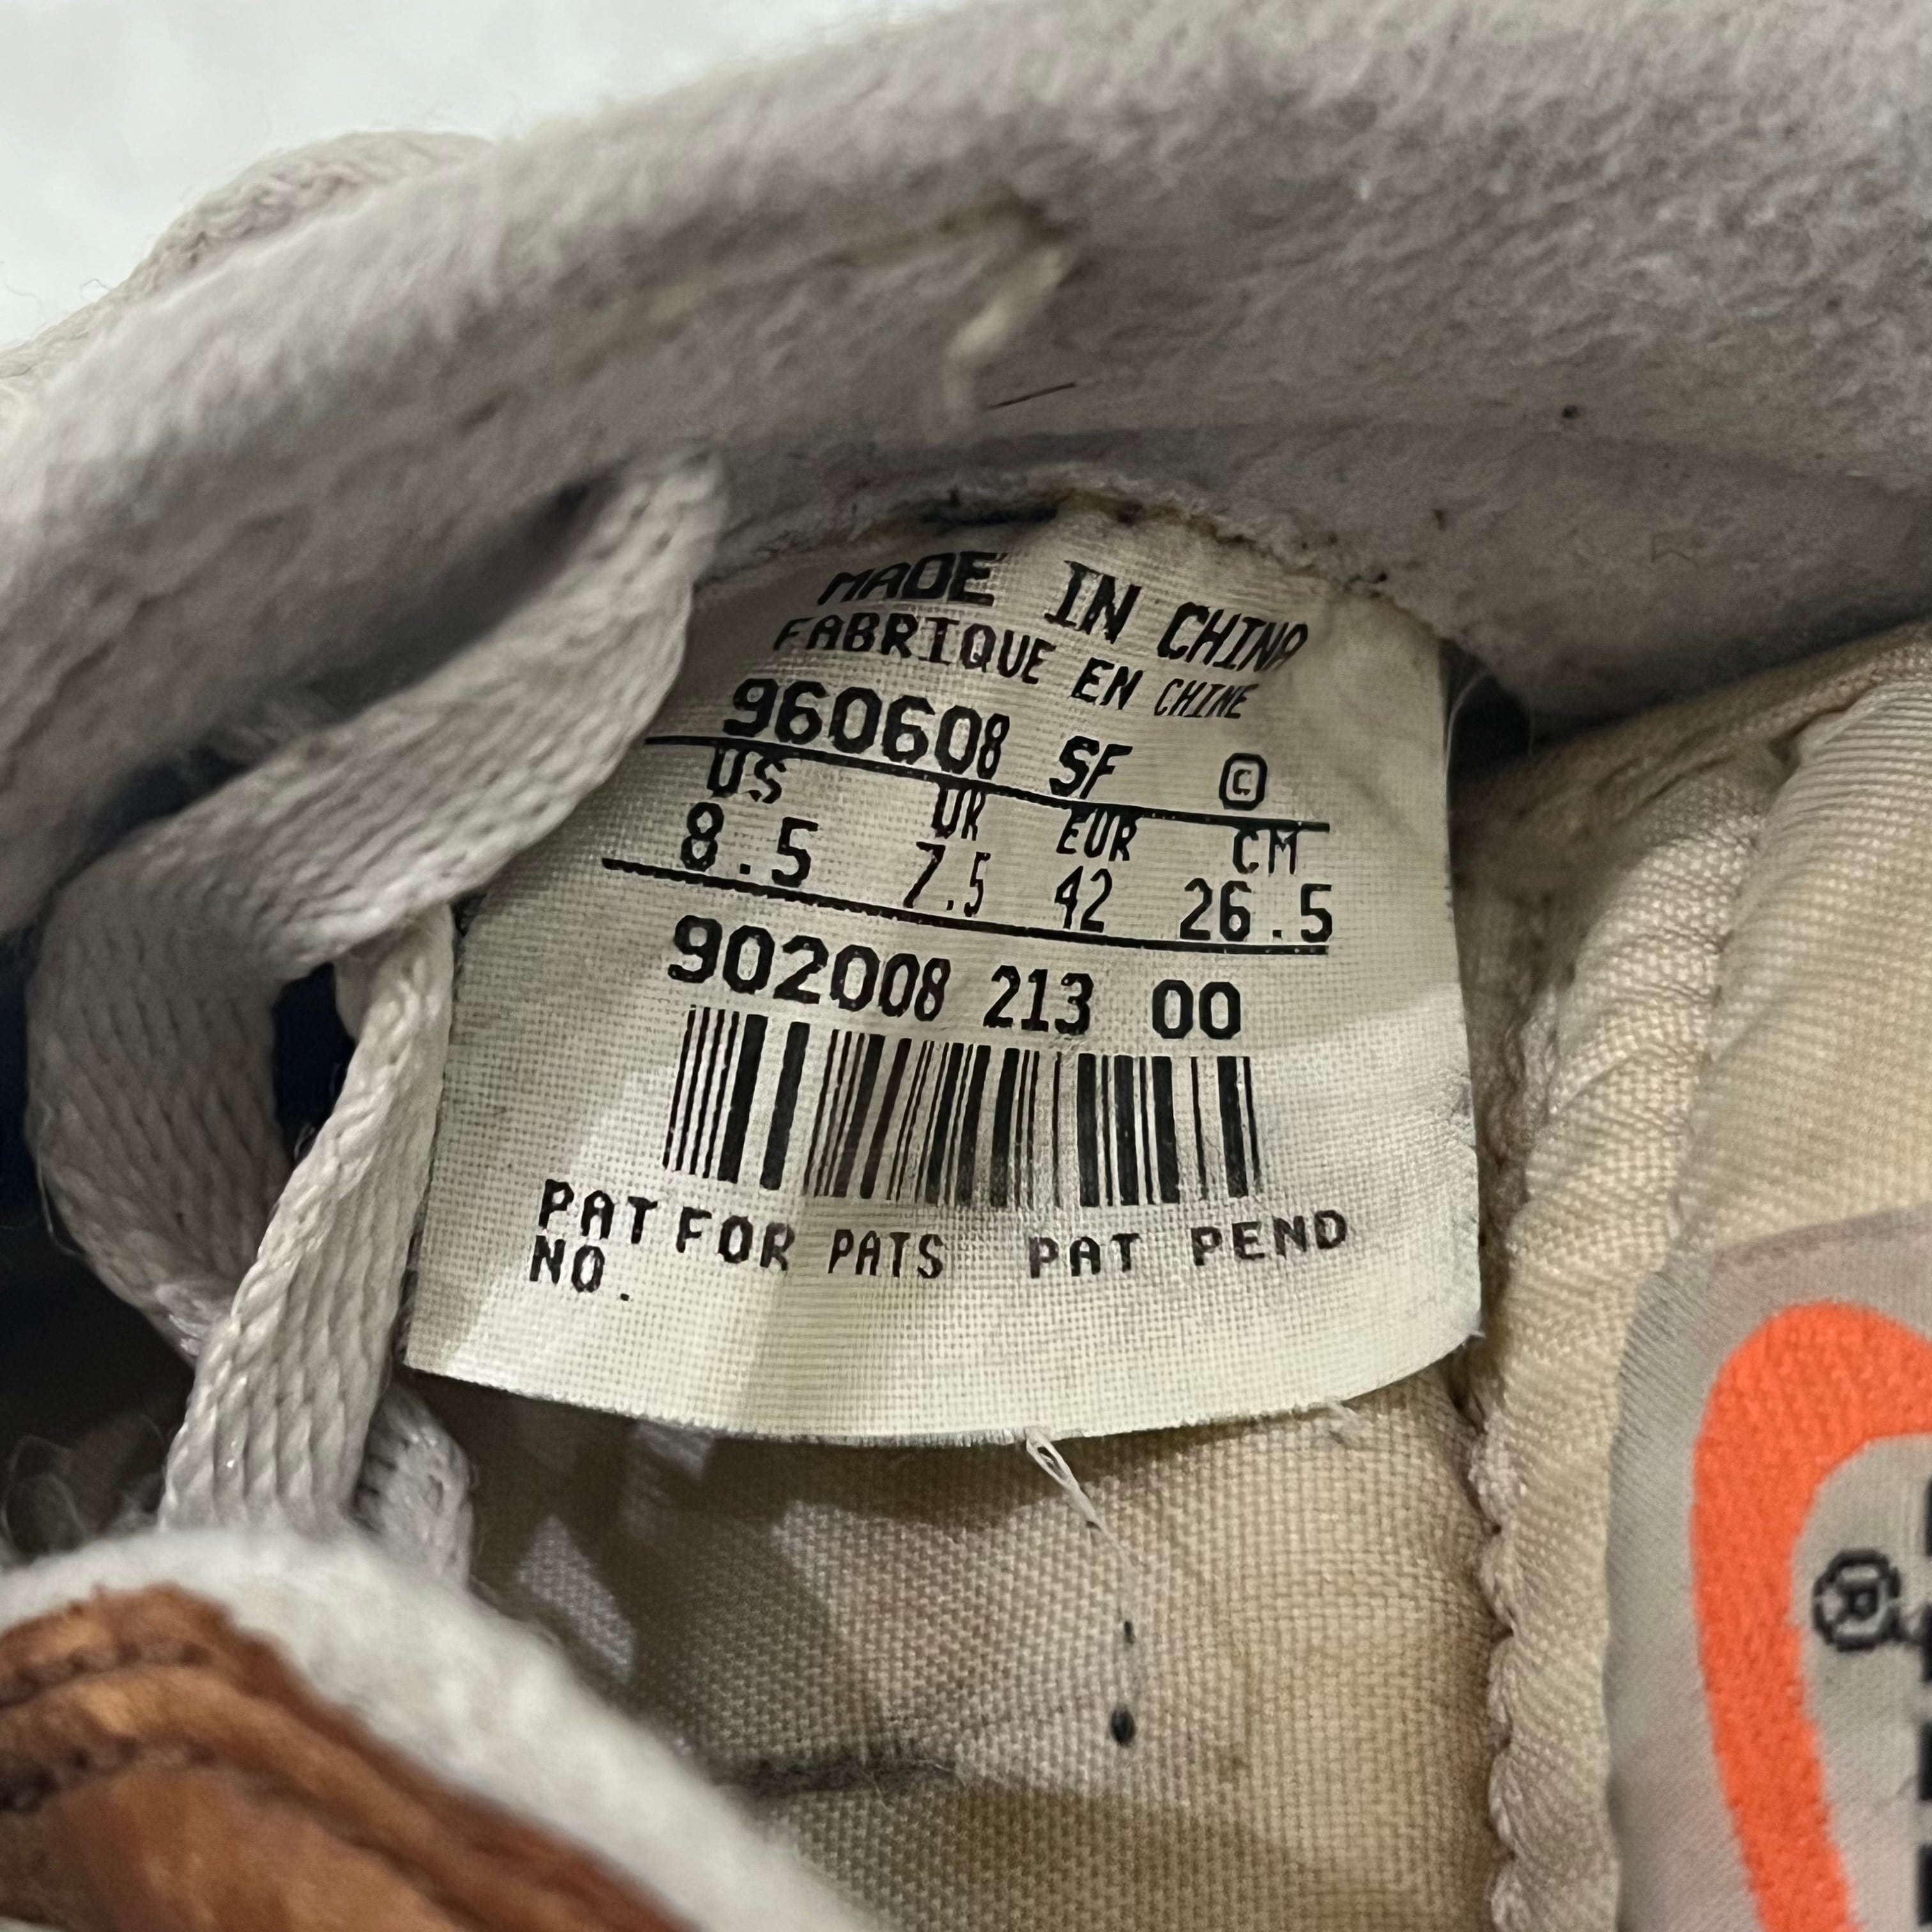 MADE IN CHINA
FABRIQUE EN CHINE
960608 SF ©
US UK EUR CM
8.5 7.5 42 26.5
902008 213 00
PAT FOR PATS PAT PEND
NO.
®